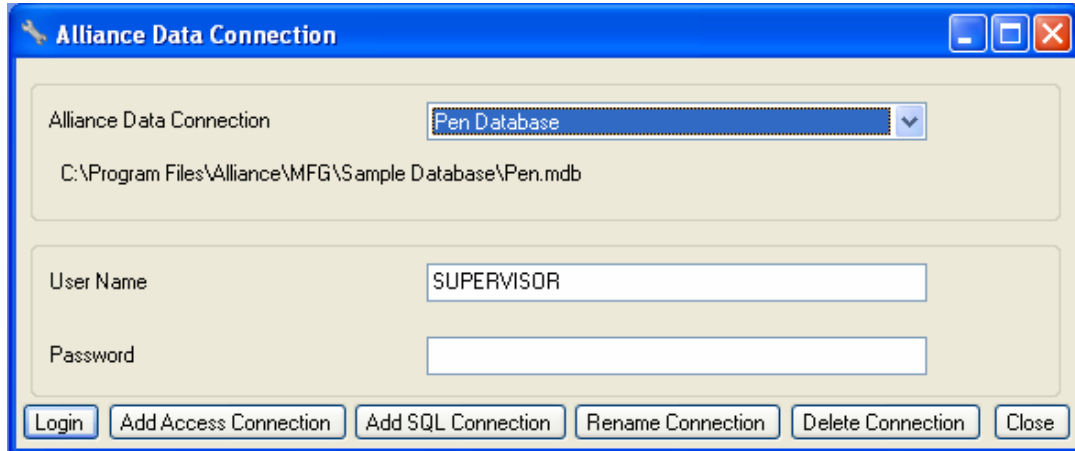 Alliance Data Connection
Alliance Data Connection Pen Database
C:\Program Files\Alliance\MFG\Sample Database\Pen.mdb
User Name SUPERVISOR
Password
Login Add Access Connection Add SQL Connection Rename Connection Delete Connection Close